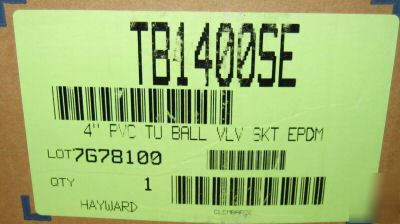 TB1400SE
4" PVC TU BALL VLV SKT EPDM
LOT 7G78100
QTY 1
HAYWARD